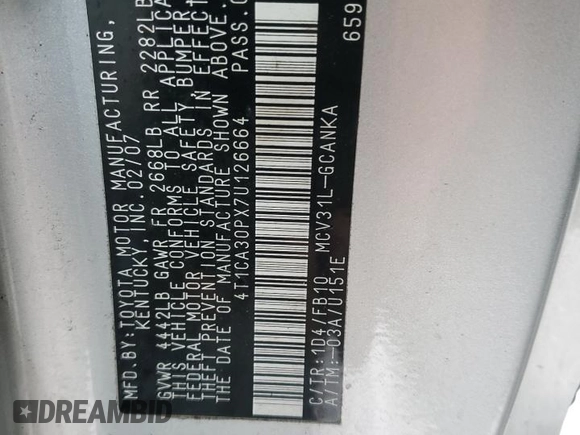 MFD.BY:TOYOTA MOTOR MANUFACTURING,
KENTUCKY, INC. 02/07
GVWR 4442LB GAWR FR 2668LB RR 2282LB
THIS VEHICLE CONFORMS TO ALL APPLICA
FEDERAL MOTOR VEHICLE SAFETY, BUMPER
THEFT PREVENTION STANDARDS IN EFFECT
THE DATE OF MANUFACTURE SHOWN ABOVE.
4T1CA30PX7U126664 PASS.
659
C/TR:1D4/FB10 MCV31L-GCANKA
A/TM:-03A/U151E
DREAMBID